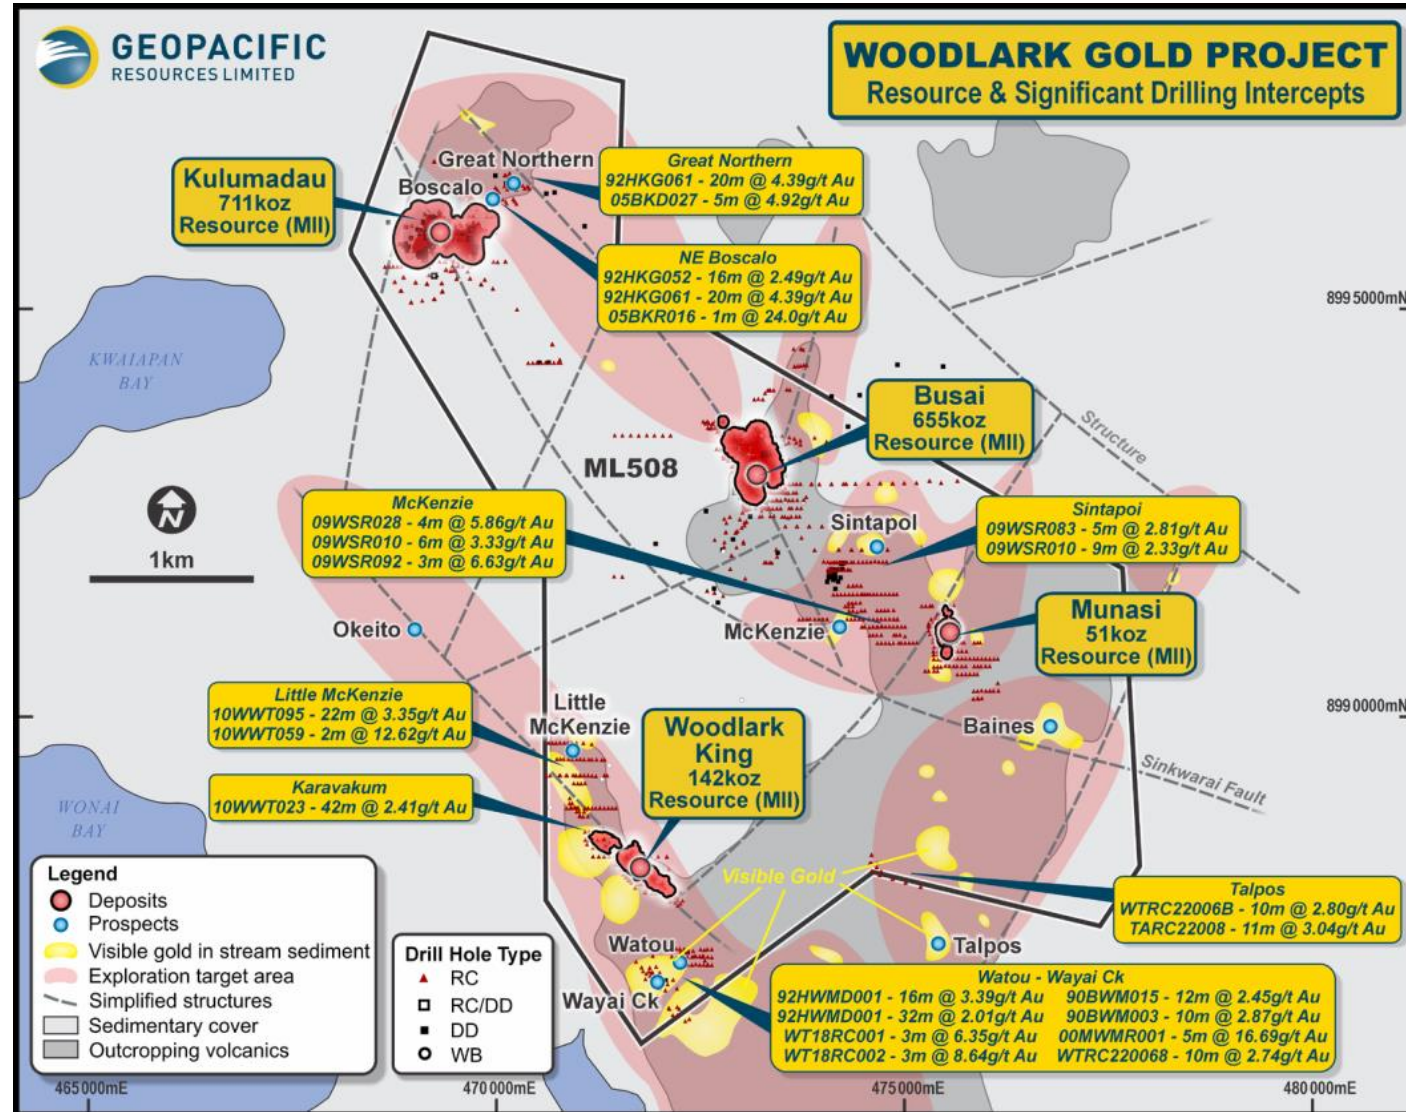 GEOPACIFIC
RESOURCES LIMITED
WOODLARK GOLD PROJECT
Resource & Significant Drilling Intercepts
Kulumadau
711koz
Resource (MII)
Great Northern
Boscalo
Great Northern
92HKG061 - 20m @ 4.39g/t Au
05BKD027 - 5m @ 4.92g/t Au
NE Boscalo
92HKG052 - 16m @ 2.49g/t Au
92HKG061 - 20m @ 4.39g/t Au
05BKR016 - 1m @ 24.0g/t Au
899 5000mN
KWAIAPAN
BAY
Busai
655koz
Resource (MII)
Structure
ML508
N
1km
McKenzie
09WSR028 - 4m @ 5.86g/t Au
09WSR010 - 6m @ 3.33g/t Au
09WSR092 - 3m @ 6.63g/t Au
Sintapol
Sintapoi
09WSR083 - 5m @ 2.81g/t Au
09WSR010 - 9m @ 2.33g/t Au
Okeito
McKenzie
Munasi
51koz
Resource (MII)
Little McKenzie
10WWT095 - 22m @ 3.35g/t Au
10WWT059 - 2m @ 12.62g/t Au
Little
McKenzie
Woodlark
King
142koz
Resource (MII)
Baines
899 0000mN
Sinkwarai Fault
Karavakum
10WWT023 - 42m @ 2.41g/t Au
WONAI
BAY
Visible Gold
Talpos
WTRC22006B - 10m @ 2.80g/t Au
TARC22008 - 11m @ 3.04g/t Au
Watou
Wayai Ck
Talpos
Watou - Wayai Ck
92HWMD001 - 16m @ 3.39g/t Au 90BWM015 - 12m @ 2.45g/t Au
92HWMD001 - 32m @ 2.01g/t Au 90BWM003 - 10m @ 2.87g/t Au
WT18RC001 - 3m @ 6.35g/t Au 00MWMR001 - 5m @ 16.69g/t Au
WT18RC002 - 3m @ 8.64g/t Au WTRC220068 - 10m @ 2.74g/t Au
Legend
Deposits
Prospects
Visible gold in stream sediment
Exploration target area
Simplified structures
Sedimentary cover
Outcropping volcanics
Drill Hole Type
RC
RC/DD
DD
WB
465000mE
470000mE
475000mE
480000mE